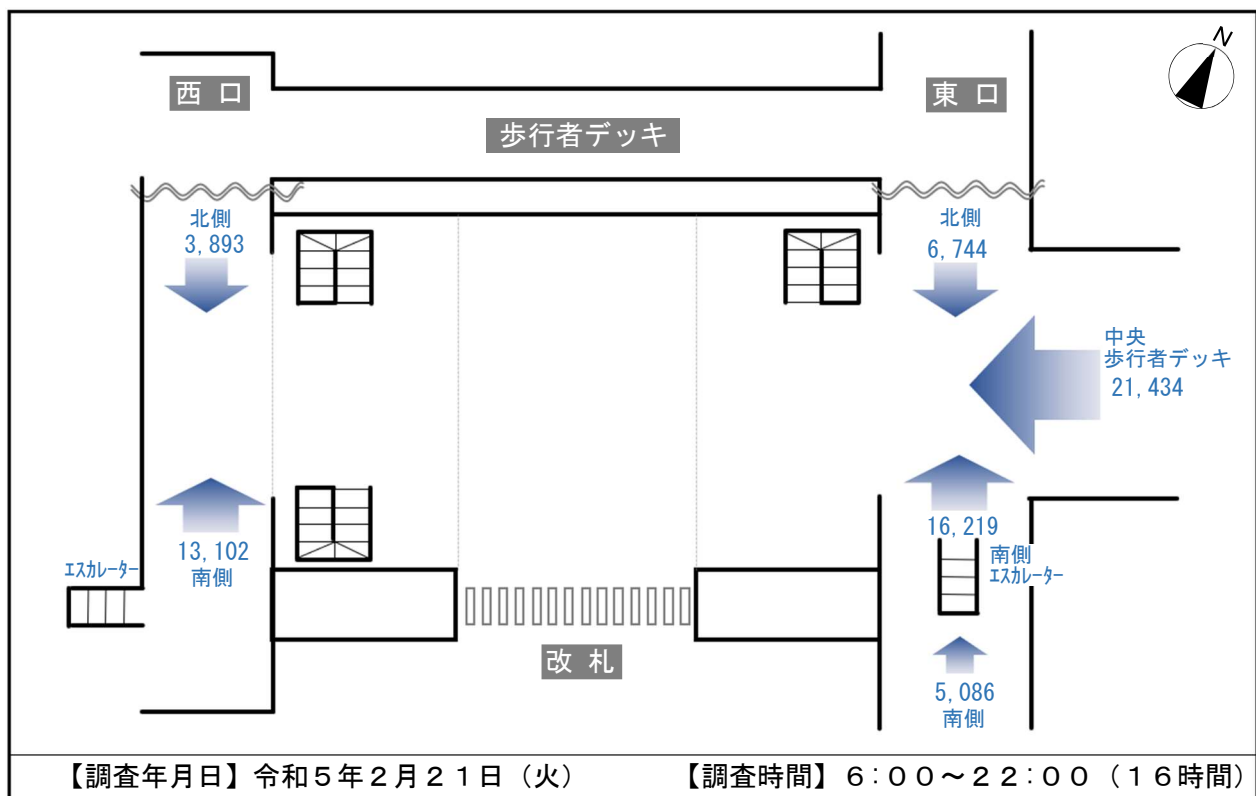 N
西 口
東 口
歩行者デッキ
北側
3,893
北側
6,744
中央
歩行者デッキ
21,434
13,102
南側
エスカレーター
16,219
南側
エスカレーター
改 札
5,086
南側
【調査年月日】令和5年2月21日（火）
【調査時間】6:00～22:00（16時間）